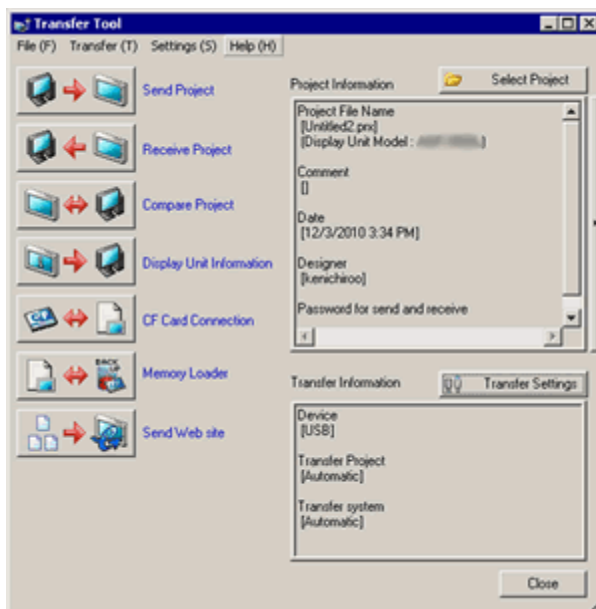 Transfer Tool
File (F) Transfer (T) Settings (S) Help (H)
Send Project
Receive Project
Compare Project
Display Unit Information
CF Card Connection
BACK
UP
Memory Loader
Send Web site
Project Information
Select Project
Project File Name
[Untitled2.prx]
(Display Unit Model : )
Comment
[]
Date
[12/3/2010 3:34 PM]
Designer
[kenichiroo]
Password for send and receive
Transfer Information
Transfer Settings
Device
[USB]
Transfer Project
[Automatic]
Transfer system
[Automatic]
Close